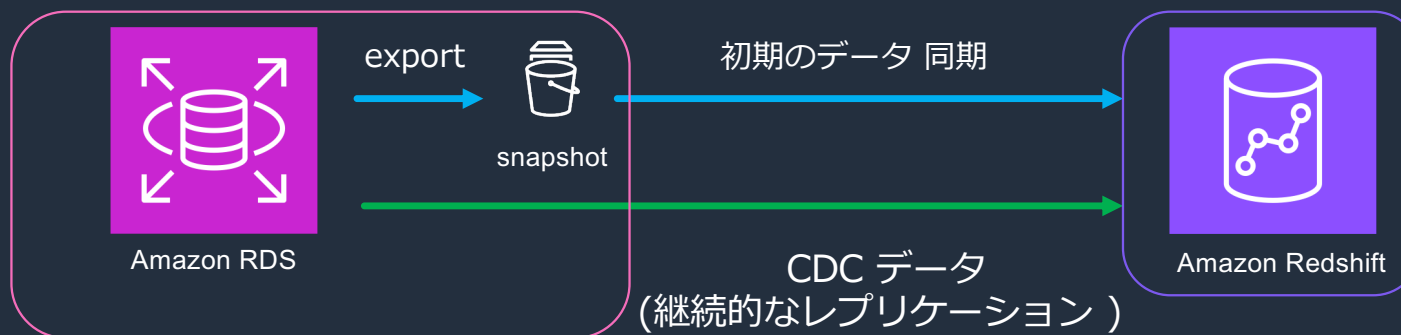 export
初期のデータ 同期
snapshot
Amazon RDS
Amazon Redshift
CDC データ
(継続的なレプリケーション )